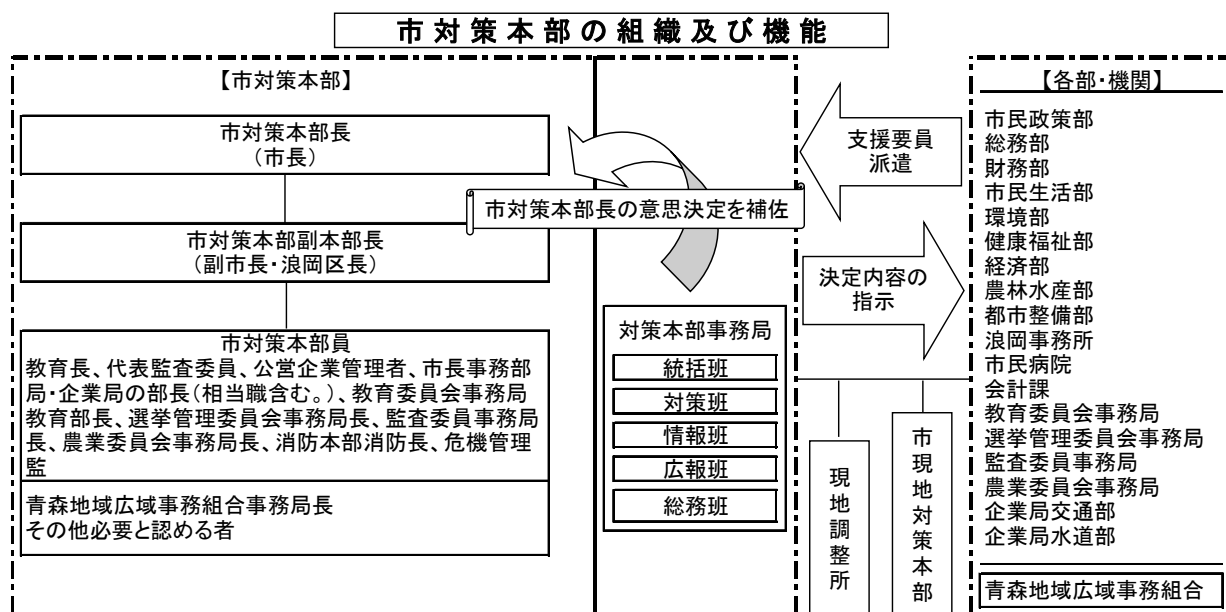 市対策本部の組織及び機能
【市対策本部】
市対策本部長
（市長）
市対策本部副本部長
（副市長・浪岡区長）
市対策本部員
教育長、代表監査委員、公営企業管理者、市長事務部
局・企業局の部長（相当職含む。）、教育委員会事務局
教育部長、選挙管理委員会事務局長、監査委員事務局
長、農業委員会事務局長、消防本部消防長、危機管理
監
青森地域広域事務組合事務局長
その他必要と認める者
市対策本部長の意思決定を補佐
対策本部事務局
統括班
対策班
情報班
広報班
総務班
支援要員
派遣
決定内容の
指示
現地調整所
市現地対策本部
【各部・機関】
市民政策部
総務部
財務部
市民生活部
環境部
健康福祉部
経済部
農林水産部
都市整備部
浪岡事務所
市民病院
会計課
教育委員会事務局
選挙管理委員会事務局
監査委員事務局
農業委員会事務局
企業局交通部
企業局水道部
青森地域広域事務組合